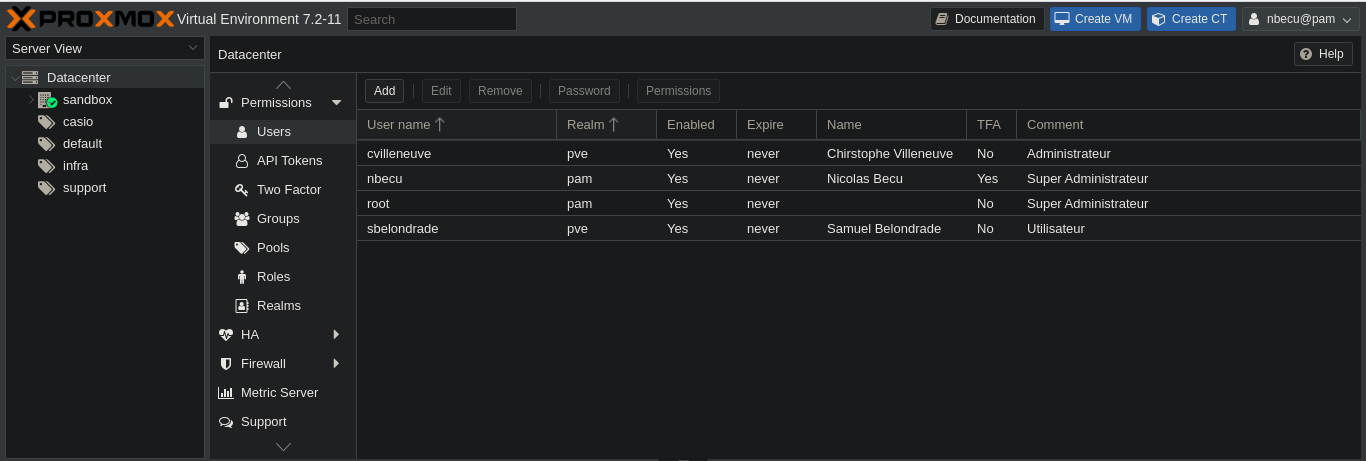 PROXMOX Virtual Environment 7.2-11 Search Documentation Create VM Create CT nbecu@pam
Server View
Datacenter
sandbox
casio
default
infra
support
Datacenter Help
Permissions
Users
API Tokens
Two Factor
Groups
Pools
Roles
Realms
HA
Firewall
Metric Server
Support
Add Edit Remove Password Permissions
User name Realm Enabled Expire Name TFA Comment
cvilleneuve pve Yes never Chirstophe Villeneuve No Administrateur
nbecu pam Yes never Nicolas Becu Yes Super Administrateur
root pam Yes never No Super Administrateur
sbelondrade pve Yes never Samuel Belondrade No Utilisateur